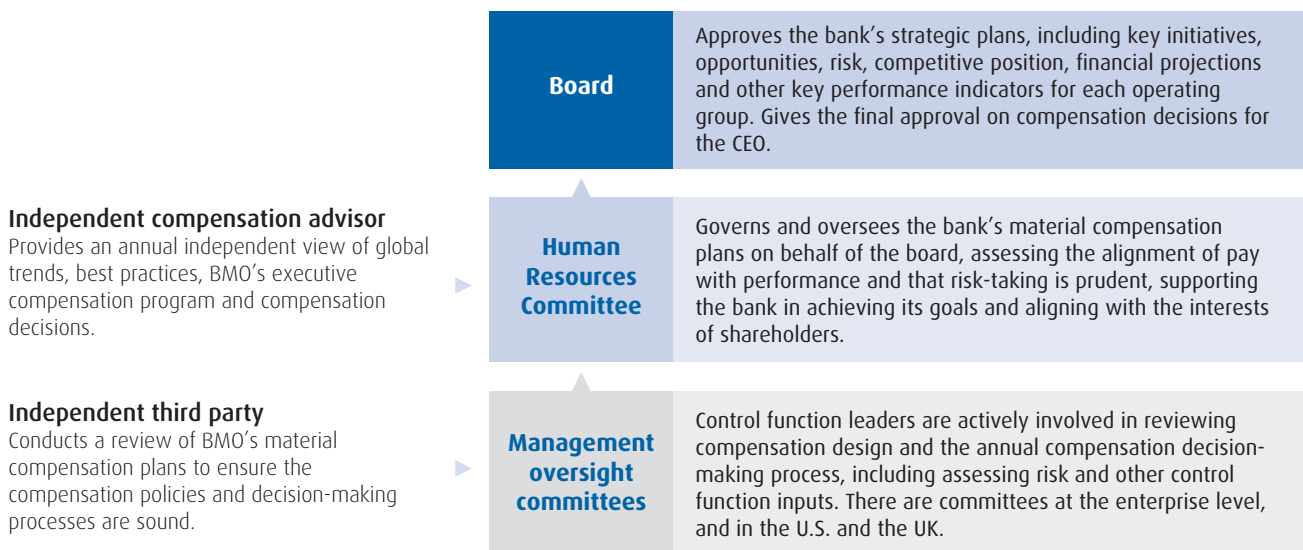 Board
Approves the bank’s strategic plans, including key initiatives,
opportunities, risk, competitive position, financial projections
and other key performance indicators for each operating
group. Gives the final approval on compensation decisions for
the CEO.
Independent compensation advisor
Provides an annual independent view of global
trends, best practices, BMO’s executive
compensation program and compensation
decisions.
Human
Resources
Committee
Governs and oversees the bank’s material compensation
plans on behalf of the board, assessing the alignment of pay
with performance and that risk-taking is prudent, supporting
the bank in achieving its goals and aligning with the interests
of shareholders.
Independent third party
Conducts a review of BMO’s material
compensation plans to ensure the
compensation policies and decision-making
processes are sound.
Management
oversight
committees
Control function leaders are actively involved in reviewing
compensation design and the annual compensation decision-
making process, including assessing risk and other control
function inputs. There are committees at the enterprise level,
and in the U.S. and the UK.